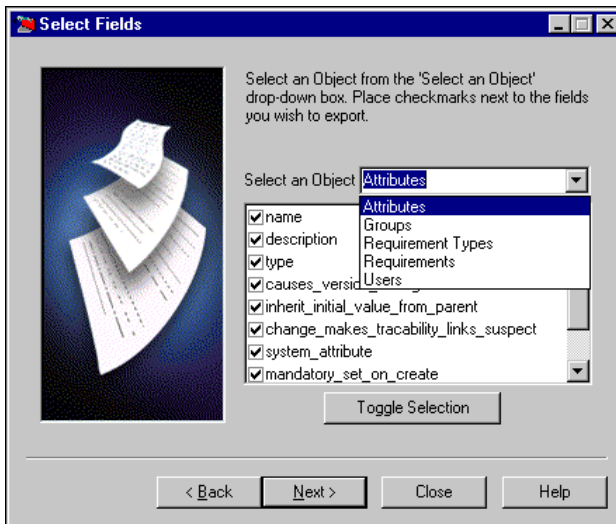 Select Fields
Select an Object from the 'Select an Object'
drop-down box. Place checkmarks next to the fields
you wish to export.
Select an Object Attributes
Attributes
Groups
Requirement Types
Requirements
Users
name
description
type
inherit_initial_value_from_parent
change_makes_tracability_links_suspect
system_attribute
mandatory_set_on_create
Toggle Selection
< Back
Next >
Close
Help